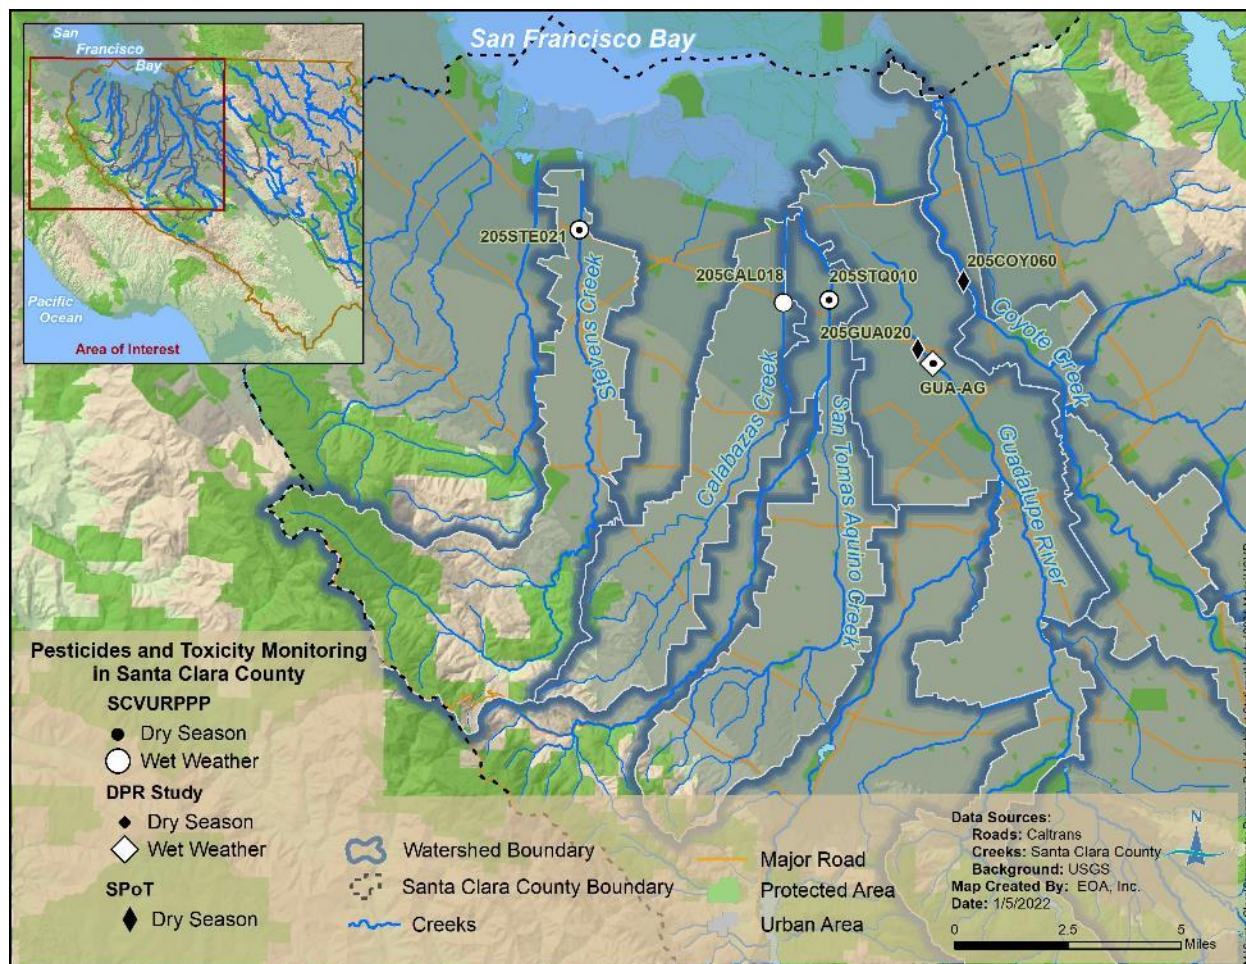 San
Francisco
Bay
Pacific
Ocean
Area of Interest
San Francisco Bay
205STE021
205CAL018
205STQ010
205COY060
205GUA020
GUA-AG
Stevens Creek
Calabazas Creek
San Tomas Aquino Creek
Guadalupe River
Coyote Creek
Pesticides and Toxicity Monitoring
in Santa Clara County
SCVURPPP
Dry Season
Wet Weather
DPR Study
Dry Season
Wet Weather
SPoT
Dry Season
Watershed Boundary
Santa Clara County Boundary
Creeks
Major Road
Protected Area
Urban Area
Data Sources:
Roads: Caltrans
Creeks: Santa Clara County
Background: USGS
Map Created By: EOA, Inc.
Date: 1/5/2022
N
0 2.5 5
Miles